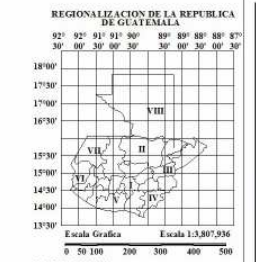 REGIONALIZACION DE LA REPUBLICA
DE GUATEMALA
92° 92° 91° 91° 90° 89° 89° 88° 88° 87°
30' 00' 30' 00' 30' 30' 00' 30' 00' 30'
18°00'
17°00'
16°30'
VIII
VII
II
15°30'
III
15°00'
VI
I
14°30'
V
IV
14°00'
13°30'
Escala Grafica
Escala 1:3,807,936
0 50 100 200 300 400 500